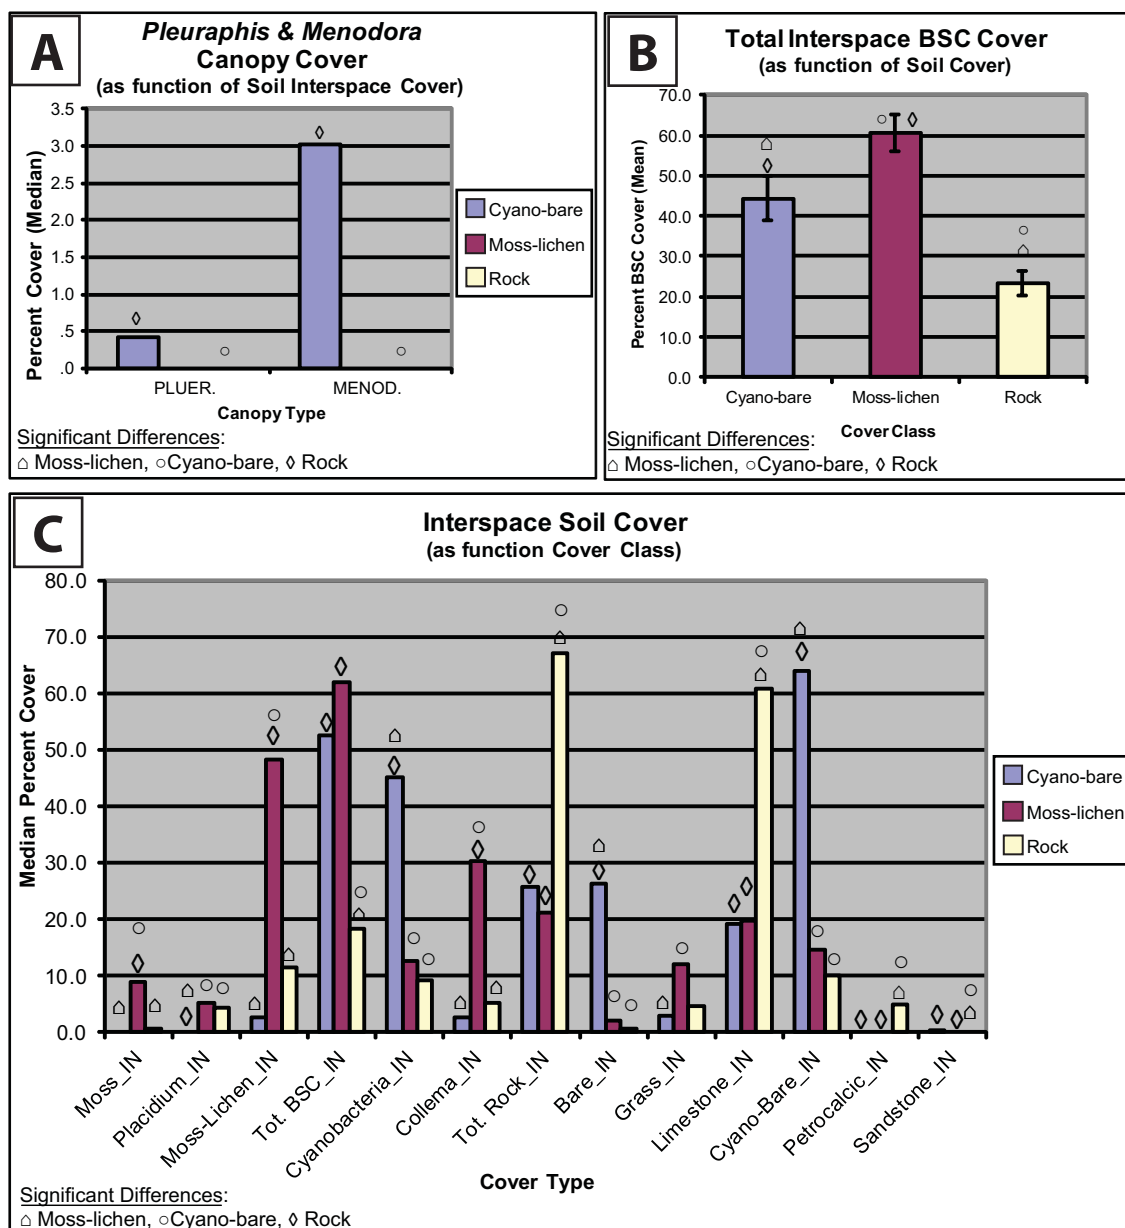 A
Pleuraphis & Menodora
Canopy Cover
(as function of Soil Interspace Cover)
Percent Cover (Median)
3.5
3.0
2.5
2.0
1.5
1.0
.5
.0
PLUER.
MENOD.
Canopy Type
Cyano-bare
Moss-lichen
Rock
Significant Differences:
⌂ Moss-lichen, ○Cyano-bare, ◊ Rock
B
Total Interspace BSC Cover
(as function of Soil Cover)
Percent BSC Cover (Mean)
70.0
60.0
50.0
40.0
30.0
20.0
10.0
0.0
Cyano-bare
Moss-lichen
Rock
Cover Class
Significant Differences:
⌂ Moss-lichen, ○Cyano-bare, ◊ Rock
C
Interspace Soil Cover
(as function Cover Class)
Median Percent Cover
80.0
70.0
60.0
50.0
40.0
30.0
20.0
10.0
0.0
Moss_IN
Placidium_IN
Moss-Lichen_IN
Tot. BSC_IN
Cyanobacteria_IN
Collema_IN
Tot. Rock_IN
Bare_IN
Grass_IN
Limestone_IN
Cyano-Bare_IN
Petrocalcic_IN
Sandstone_IN
Cover Type
Cyano-bare
Moss-lichen
Rock
Significant Differences:
⌂ Moss-lichen, ○Cyano-bare, ◊ Rock